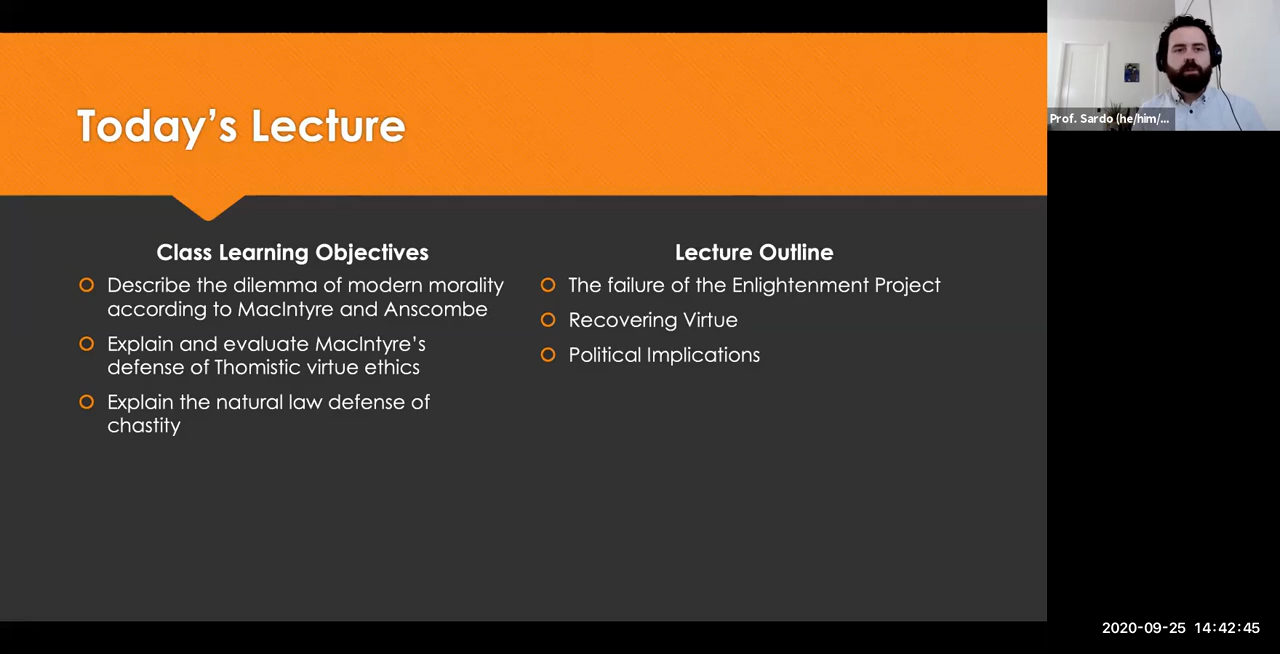 Today's Lecture
Class Learning Objectives
Describe the dilemma of modern morality
according to MacIntyre and Anscombe
Explain and evaluate MacIntyre's
defense of Thomistic virtue ethics
Explain the natural law defense of
chastity
Lecture Outline
The failure of the Enlightenment Project
Recovering Virtue
Political Implications
Prof. Sardo (he/him/...
2020-09-25 14:42:45